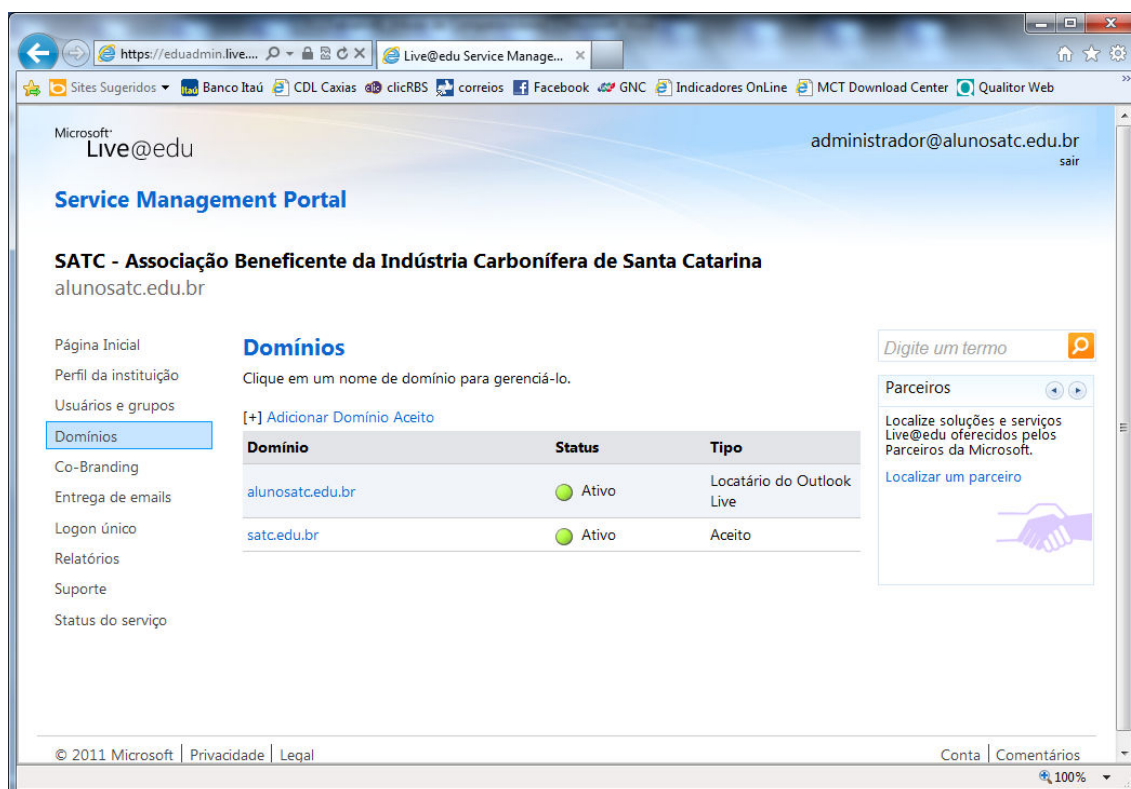 https://eduadmin.live....
Live@edu Service Manage...
Sites Sugeridos
Itaú
Banco Itaú
CDL Caxias
clicRBS
correios
Facebook
GNC
Indicadores OnLine
MCT Download Center
Qualitor Web
Microsoft
Live@edu
administrador@alunosatc.edu.br
sair
Service Management Portal
SATC - Associação Beneficente da Indústria Carbonífera de Santa Catarina
alunosatc.edu.br
Página Inicial
Perfil da instituição
Usuários e grupos
Domínios
Co-Branding
Entrega de emails
Logon único
Relatórios
Suporte
Status do serviço
Domínios
Clique em um nome de domínio para gerenciá-lo.
[+] Adicionar Domínio Aceito
Domínio Status Tipo
alunosatc.edu.br Ativo Locatário do Outlook
Live
satc.edu.br Ativo Aceito
Digite um termo
Parceiros
Localize soluções e serviços
Live@edu oferecidos pelos
Parceiros da Microsoft.
Localizar um parceiro
© 2011 Microsoft | Privacidade | Legal
Conta | Comentários
100%